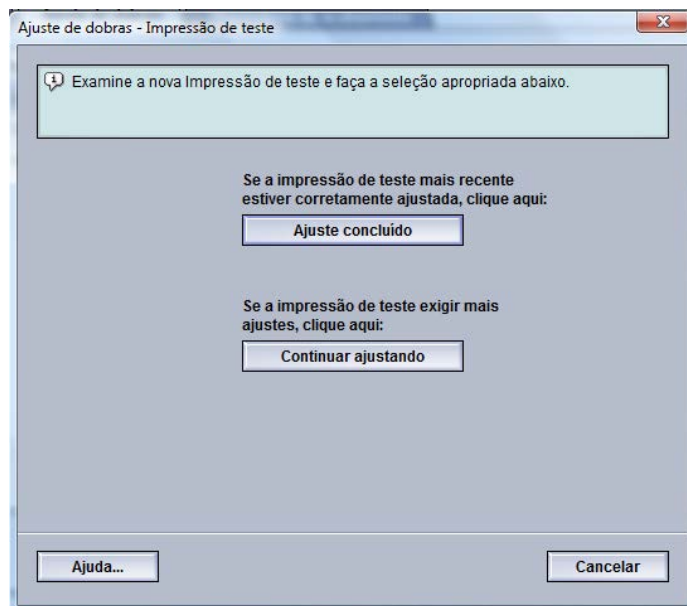 Ajuste de dobras - Impressão de teste
Examine a nova Impressão de teste e faça a seleção apropriada abaixo.
Se a impressão de teste mais recente
estiver corretamente ajustada, clique aqui:
Ajuste concluído
Se a impressão de teste exigir mais
ajustes, clique aqui:
Continuar ajustando
Ajuda...
Cancelar